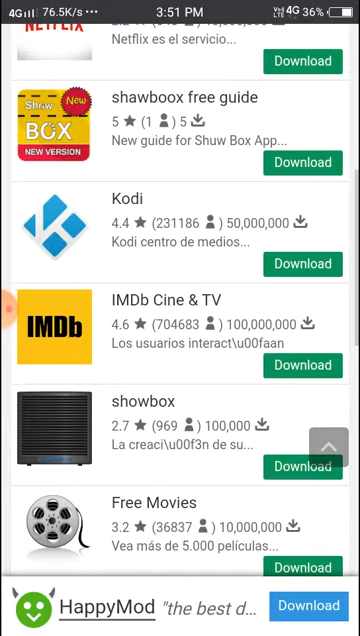 4G 76.5K/s ••• 3:51 PM VoLTE 4G 36%
NETFLIX
Netflix es el servicio...
Download
Show
New
BOX
NEW VERSION
shawboox free guide
5 ★ (1 ) 5
New guide for Shuw Box App...
Download
Kodi
4.4 ★ (231186 ) 50,000,000
Kodi centro de medios...
Download
IMDb
IMDb Cine & TV
4.6 ★ (704683 ) 100,000,000
Los usuarios interact\u00faan
Download
showbox
2.7 ★ (969 ) 100,000
La creaci\u00f3n de su...
Download
Free Movies
3.2 ★ (36837 ) 10,000,000
Vea más de 5.000 películas...
Download
HappyMod "the best d... Download